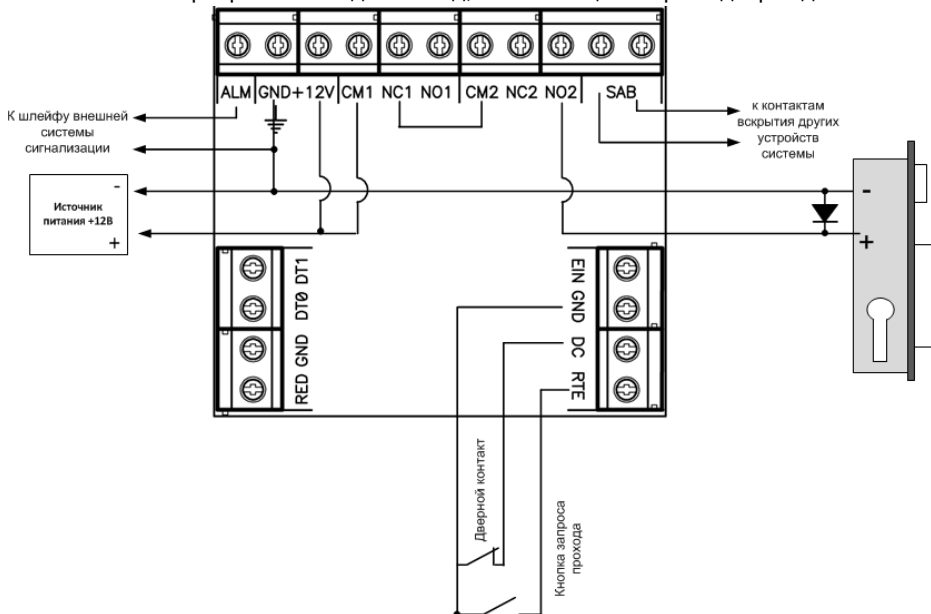 ALM GND +12V CM1 NC1 NO1 CM2 NC2 NO2 SAB
К шлейфу внешней
системы
сигнализации
к контактам
вскрытия других
устройств
системы
-
Источник
питания +12В
+
-
+
DT0 DT1
RED GND
EIN GND
DC RTE
Дверной контакт
Кнопка запроса
прохода